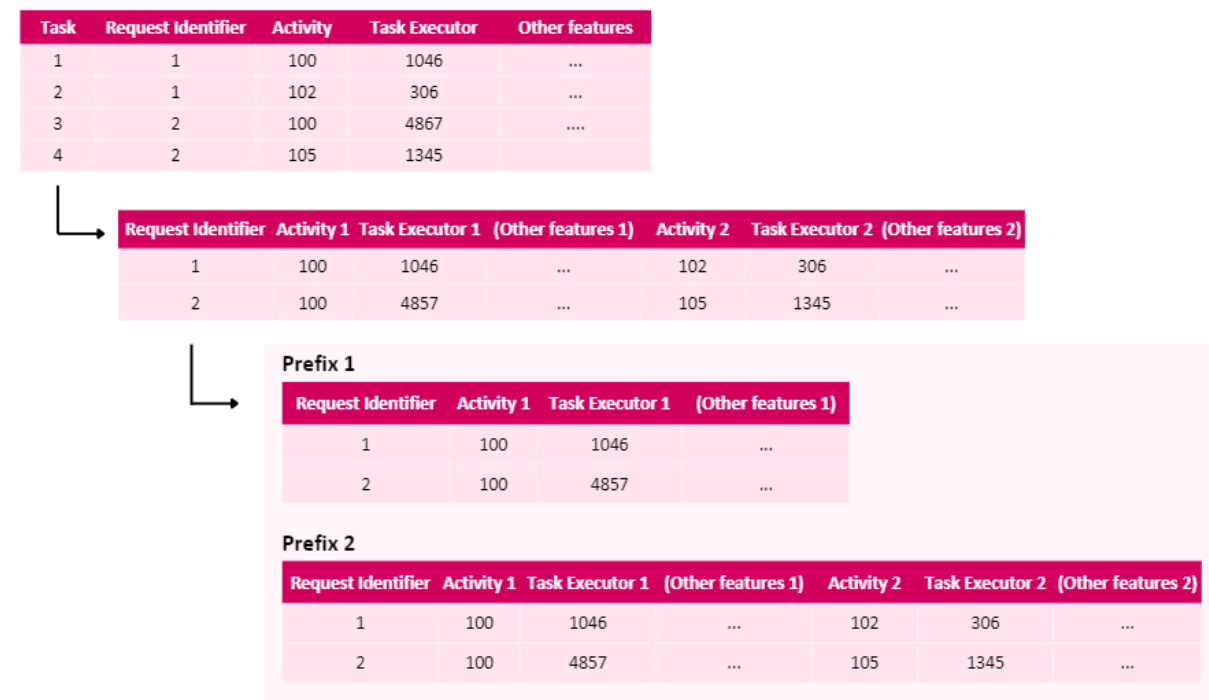 Task Request Identifier Activity Task Executor Other features
1 1 100 1046 ...
2 1 102 306 ...
3 2 100 4867 ....
4 2 105 1345
Request Identifier Activity 1 Task Executor 1 (Other features 1) Activity 2 Task Executor 2 (Other features 2)
1 100 1046 ... 102 306 ...
2 100 4857 ... 105 1345 ...
Prefix 1
Request Identifier Activity 1 Task Executor 1 (Other features 1)
1 100 1046 ...
2 100 4857 ...
Prefix 2
Request Identifier Activity 1 Task Executor 1 (Other features 1) Activity 2 Task Executor 2 (Other features 2)
1 100 1046 ... 102 306 ...
2 100 4857 ... 105 1345 ...